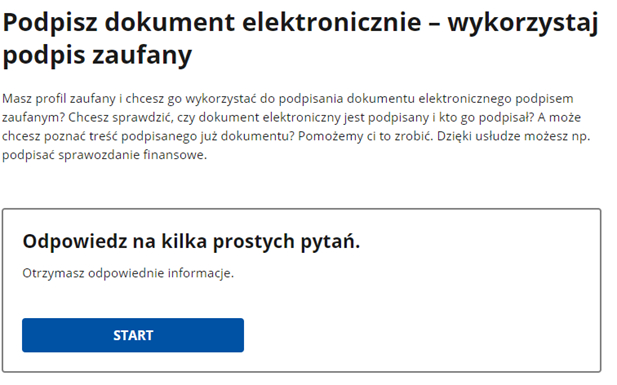 Podpisz dokument elektronicznie – wykorzystaj
podpis zaufany
Masz profil zaufany i chcesz go wykorzystać do podpisania dokumentu elektronicznego podpisem
zaufanym? Chcesz sprawdzić, czy dokument elektroniczny jest podpisany i kto go podpisał? A może
chcesz poznać treść podpisanego już dokumentu? Pomożemy ci to zrobić. Dzięki usłudze możesz np.
podpisać sprawozdanie finansowe.
Odpowiedz na kilka prostych pytań.
Otrzymasz odpowiednie informacje.
START